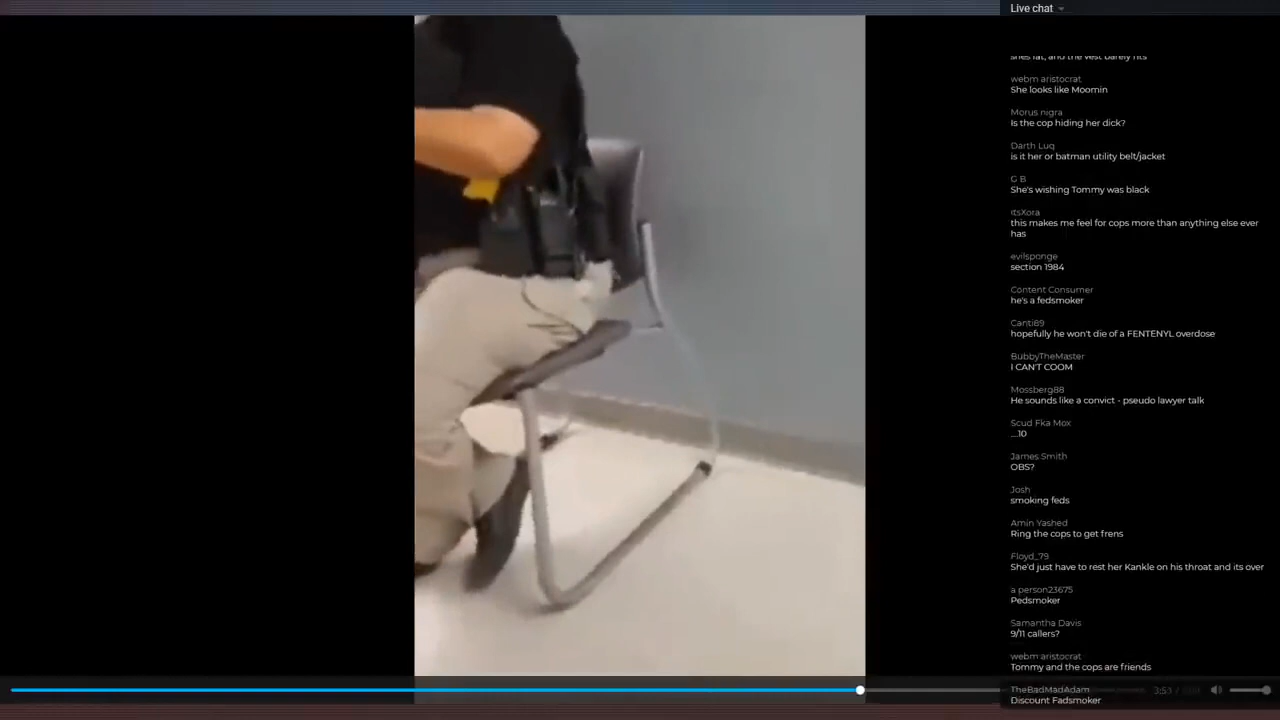 Live chat
shes fat, and the vest barely fits
webm aristocrat
She looks like Moomin
Morus nigra
Is the cop hiding her dick?
Darth Luq
is it her or batman utility belt/jacket
G B
She's wishing Tommy was black
itsXora
this makes me feel for cops more than anything else ever
has
evilsponge
section 1984
Content Consumer
he's a fedsmoker
Canti89
hopefully he won't die of a FENTENYL overdose
BubbyTheMaster
I CAN'T COOM
Mossberg88
He sounds like a convict - pseudo lawyer talk
Scud Fka Mox
....10
James Smith
OBS?
Josh
smoking feds
Amin Yashed
Ring the cops to get frens
Floyd_79
She'd just have to rest her Kankle on his throat and its over
a person23675
Pedsmoker
Samantha Davis
9/11 callers?
webm aristocrat
Tommy and the cops are friends
TheBadMadAdam
3:51
Discount Fadsmoker